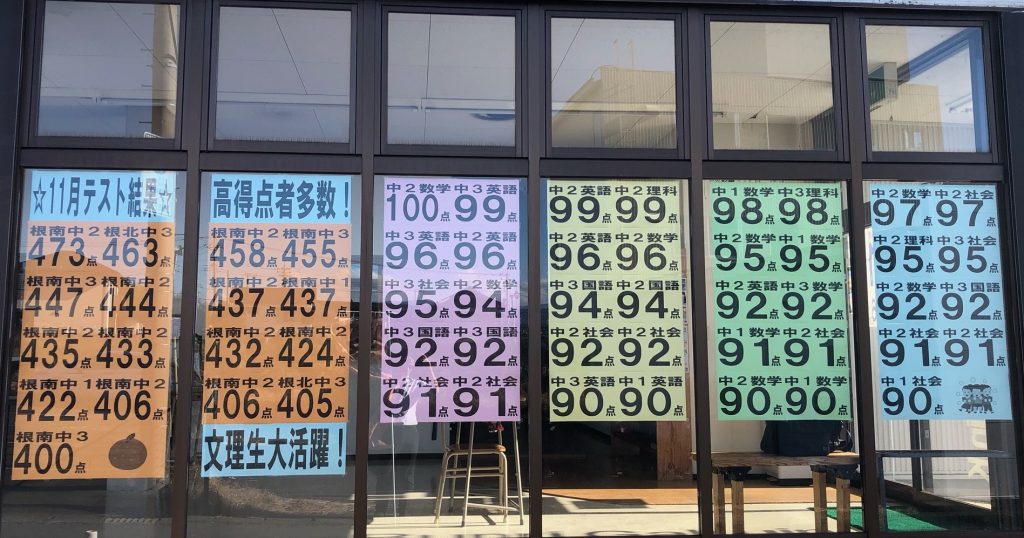 ☆11月テスト結果☆
根南中2 根北中3
473点 463点
根南中3 根南中2
447点 444点
根南中2 根南中2
435点 433点
根南中1 根南中2
422点 406点
根南中3
400点
高得点者多数！
根南中2 根南中3
458点 455点
根南中2 根南中1
437点 437点
根南中2 根南中2
432点 424点
根南中2 根北中3
406点 405点
文理生大活躍！
中2数学 中3英語
100点 99点
中2英語 中3英語
96点 96点
中3社会 中2数学
95点 94点
中3国語 中3国語
92点 92点
中2社会 中2社会
91点 91点
中2英語 中2理科
99点 99点
中2英語 中2数学
96点 96点
中3国語 中2国語
94点 94点
中2社会 中2社会
92点 92点
中3英語 中1英語
90点 90点
中1数学 中3理科
98点 98点
中2数学 中1数学
95点 95点
中2英語 中3数学
92点 92点
中1数学 中2社会
91点 91点
中2数学 中1数学
90点 90点
中2社会 中2社会
97点 97点
中2理科 中3社会
95点 95点
中2数学 中3国語
92点 92点
中2社会 中2社会
91点 91点
中1社会
90点